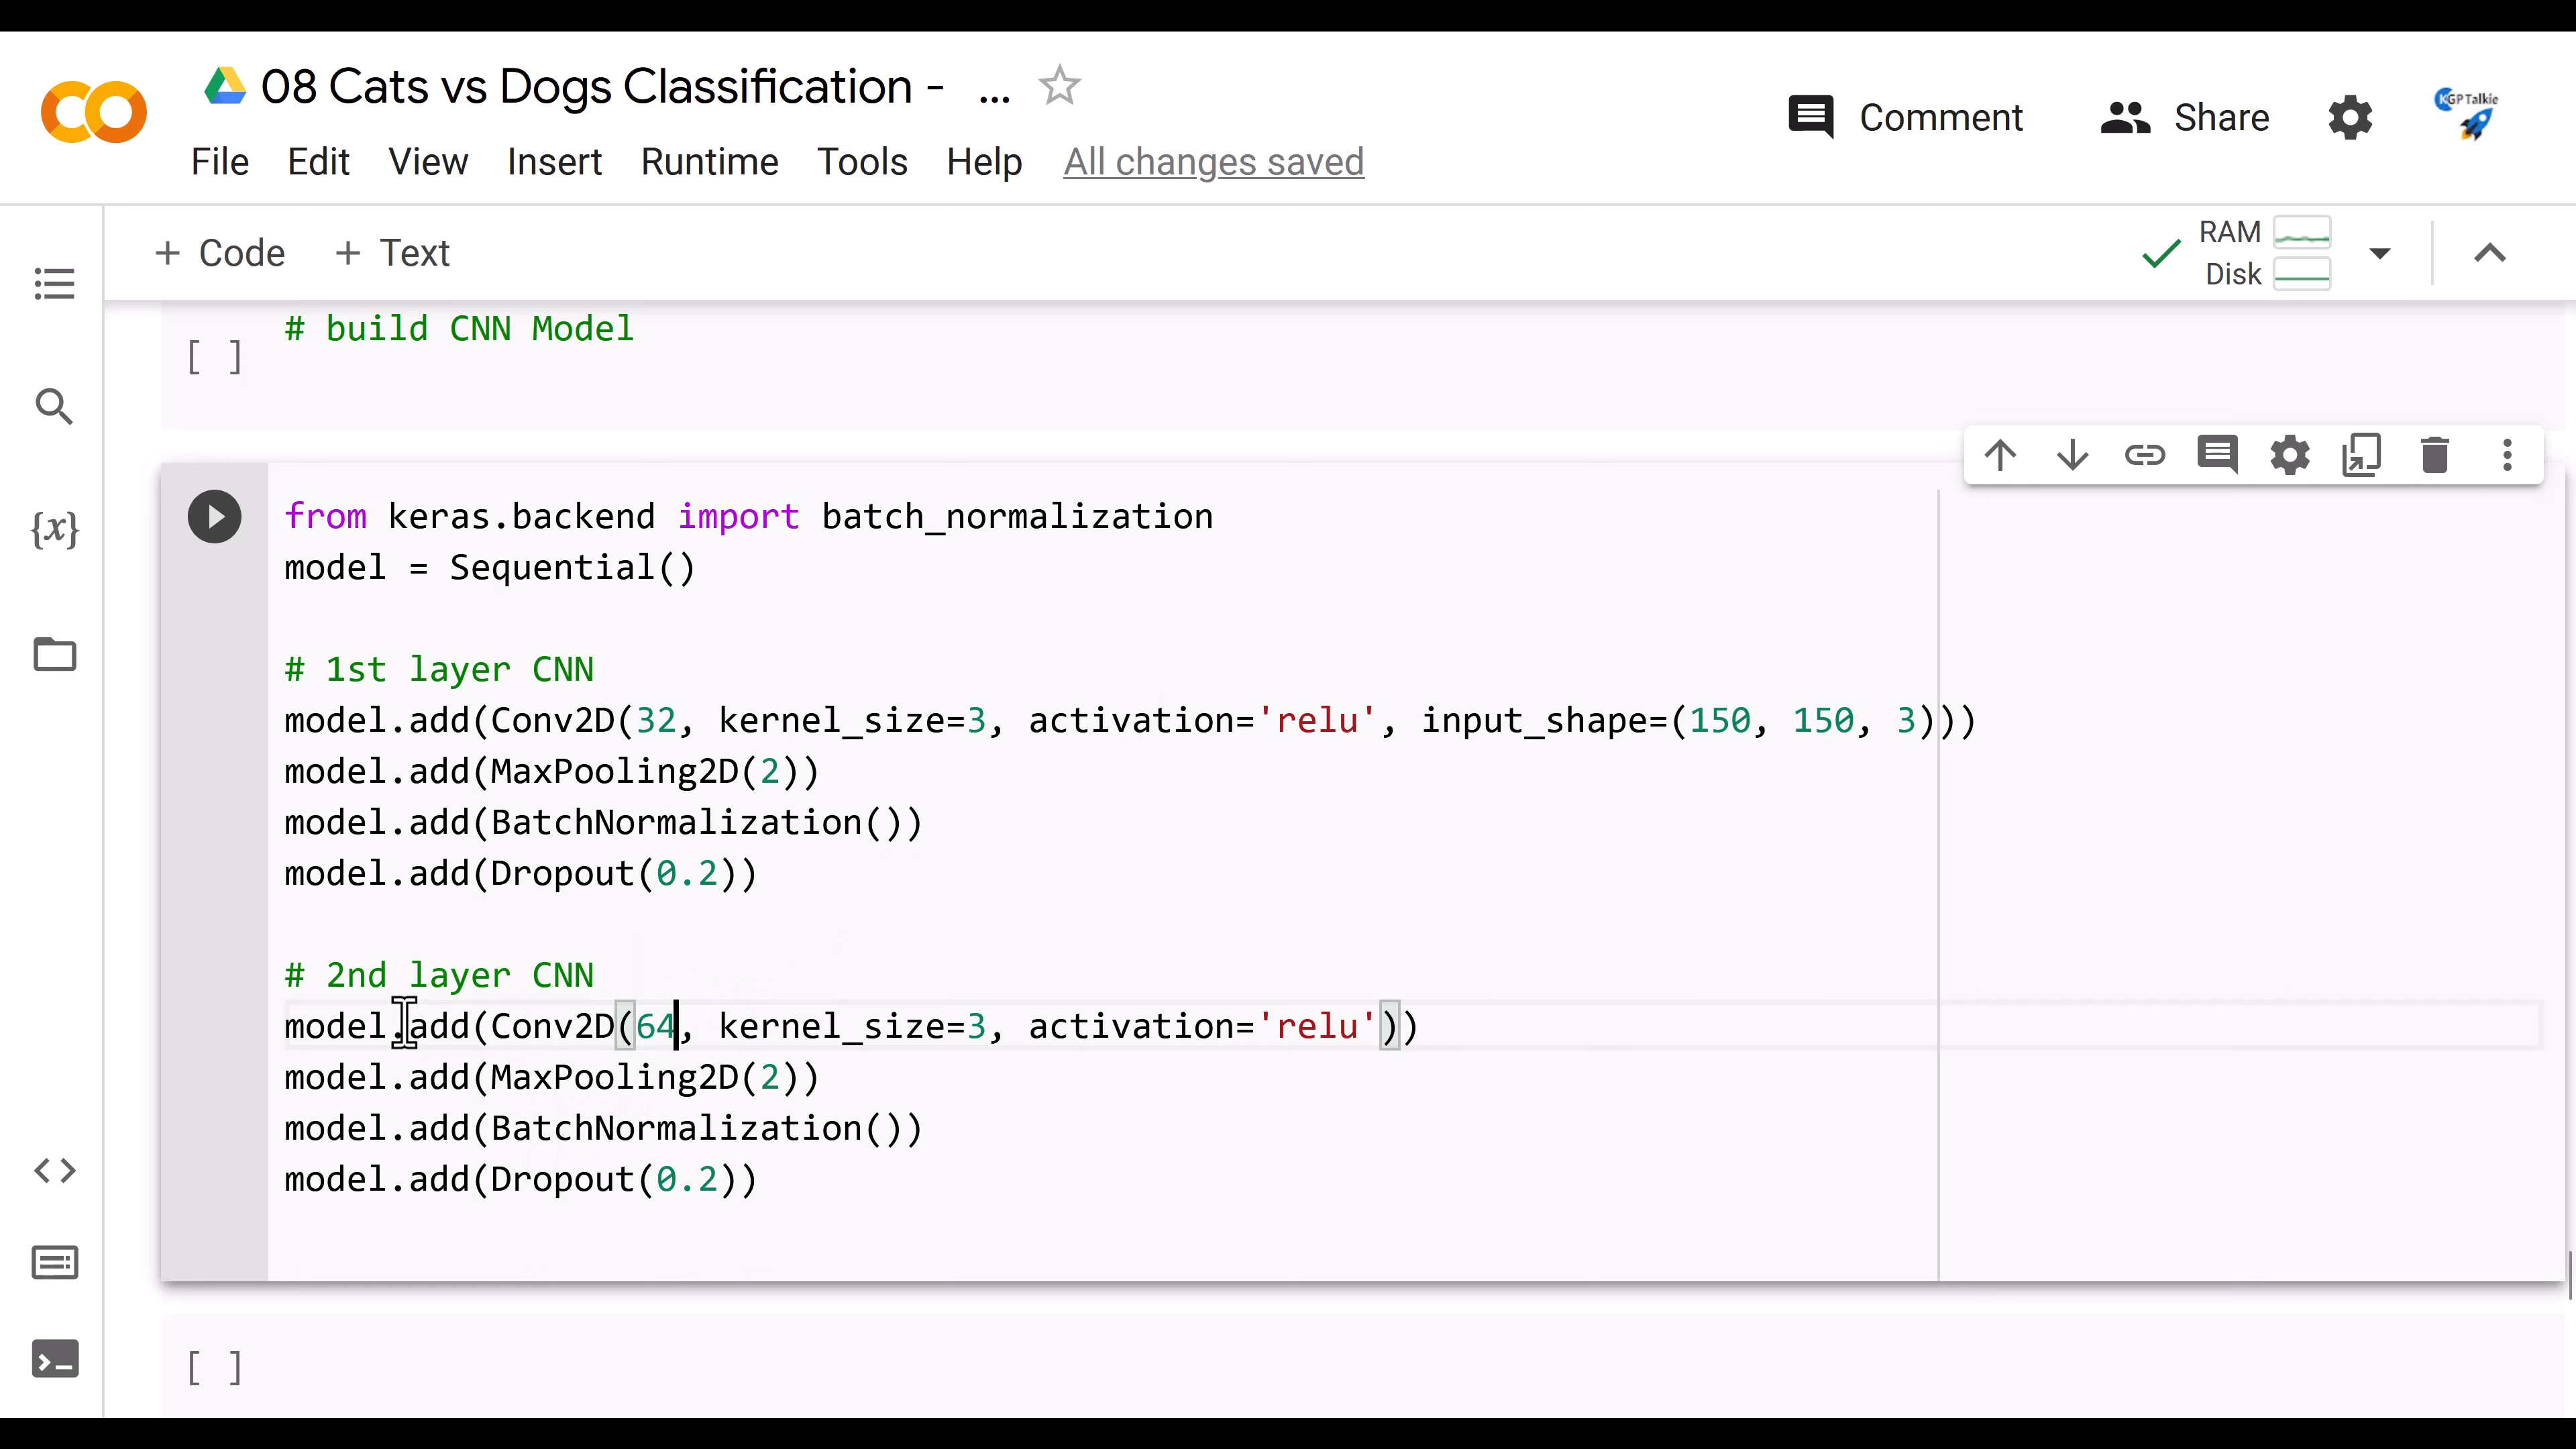 08 Cats vs Dogs Classification - ...
File Edit View Insert Runtime Tools Help All changes saved
Comment Share
KGPTalkie
+ Code + Text
RAM
Disk
# build CNN Model
[ ]
{x}
from keras.backend import batch_normalization
model = Sequential()
# 1st layer CNN
model.add(Conv2D(32, kernel_size=3, activation='relu', input_shape=(150, 150, 3)))
model.add(MaxPooling2D(2))
model.add(BatchNormalization())
model.add(Dropout(0.2))
# 2nd layer CNN
model.add(Conv2D(64, kernel_size=3, activation='relu'))
model.add(MaxPooling2D(2))
model.add(BatchNormalization())
model.add(Dropout(0.2))
[ ]